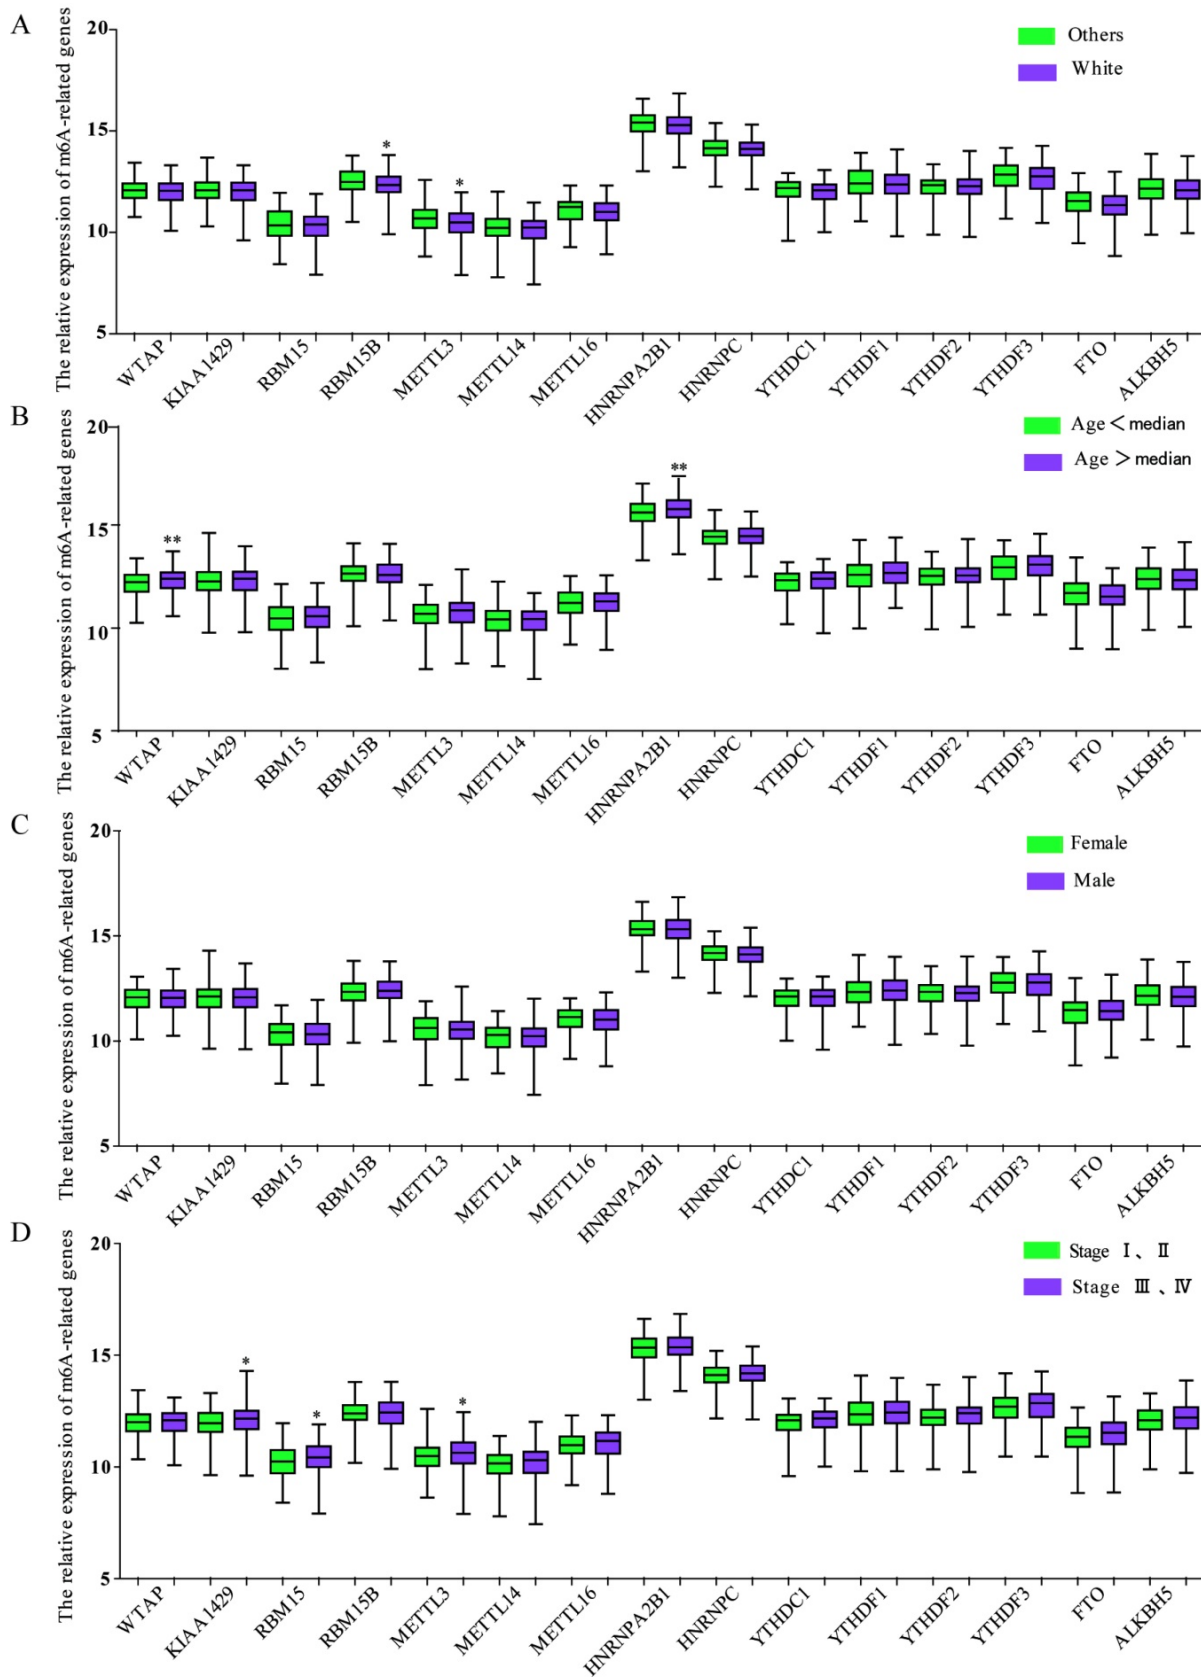 A
The relative expression of m6A-related genes
20
15
10
5
Others
White
*
*
WTAP
KIAA1429
RBM15
RBM15B
METTL3
METTL14
METTL16
HNRNPA2B1
HNRNPC
YTHDC1
YTHDF1
YTHDF2
YTHDF3
FTO
ALKBH5
B
The relative expression of m6A-related genes
20
15
10
5
Age＜median
Age＞median
**
**
WTAP
KIAA1429
RBM15
RBM15B
METTL3
METTL14
METTL16
HNRNPA2B1
HNRNPC
YTHDC1
YTHDF1
YTHDF2
YTHDF3
FTO
ALKBH5
C
The relative expression of m6A-related genes
20
15
10
5
Female
Male
WTAP
KIAA1429
RBM15
RBM15B
METTL3
METTL14
METTL16
HNRNPA2B1
HNRNPC
YTHDC1
YTHDF1
YTHDF2
YTHDF3
FTO
ALKBH5
D
The relative expression of m6A-related genes
20
15
10
5
Stage Ⅰ、Ⅱ
Stage Ⅲ、Ⅳ
*
*
*
WTAP
KIAA1429
RBM15
RBM15B
METTL3
METTL14
METTL16
HNRNPA2B1
HNRNPC
YTHDC1
YTHDF1
YTHDF2
YTHDF3
FTO
ALKBH5